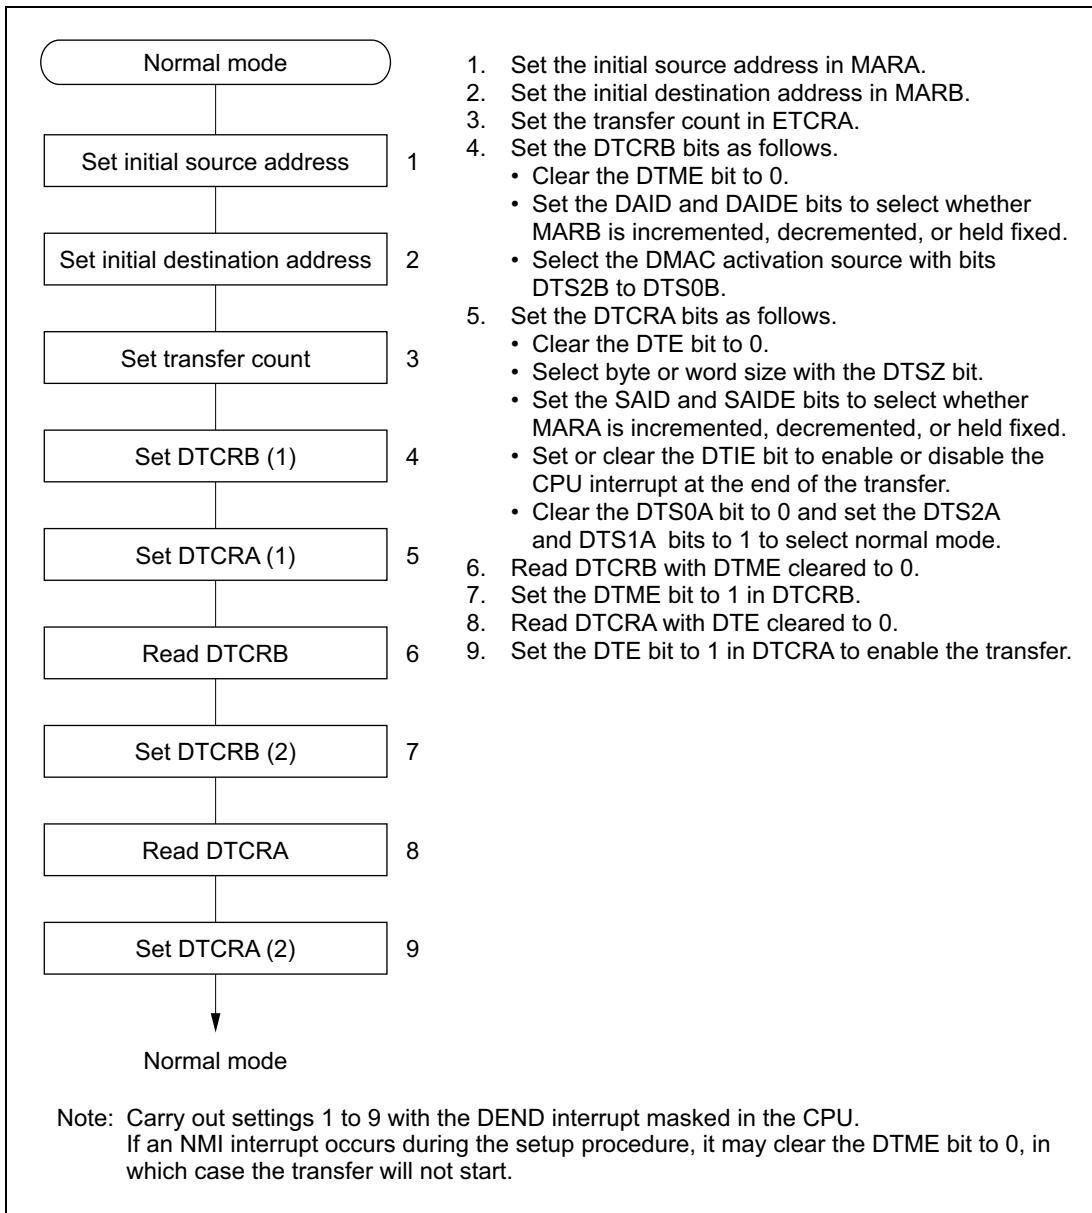 Normal mode
Set initial source address 1
Set initial destination address 2
Set transfer count 3
Set DTCRB (1) 4
Set DTCRA (1) 5
Read DTCRB 6
Set DTCRB (2) 7
Read DTCRA 8
Set DTCRA (2) 9
Normal mode
1. Set the initial source address in MARA.
2. Set the initial destination address in MARB.
3. Set the transfer count in ETCRA.
4. Set the DTCRB bits as follows.
• Clear the DTME bit to 0.
• Set the DAID and DAIDE bits to select whether
MARB is incremented, decremented, or held fixed.
• Select the DMAC activation source with bits
DTS2B to DTS0B.
5. Set the DTCRA bits as follows.
• Clear the DTE bit to 0.
• Select byte or word size with the DTSZ bit.
• Set the SAID and SAIDE bits to select whether
MARA is incremented, decremented, or held fixed.
• Set or clear the DTIE bit to enable or disable the
CPU interrupt at the end of the transfer.
• Clear the DTS0A bit to 0 and set the DTS2A
and DTS1A bits to 1 to select normal mode.
6. Read DTCRB with DTME cleared to 0.
7. Set the DTME bit to 1 in DTCRB.
8. Read DTCRA with DTE cleared to 0.
9. Set the DTE bit to 1 in DTCRA to enable the transfer.
Note: Carry out settings 1 to 9 with the DEND interrupt masked in the CPU.
If an NMI interrupt occurs during the setup procedure, it may clear the DTME bit to 0, in
which case the transfer will not start.